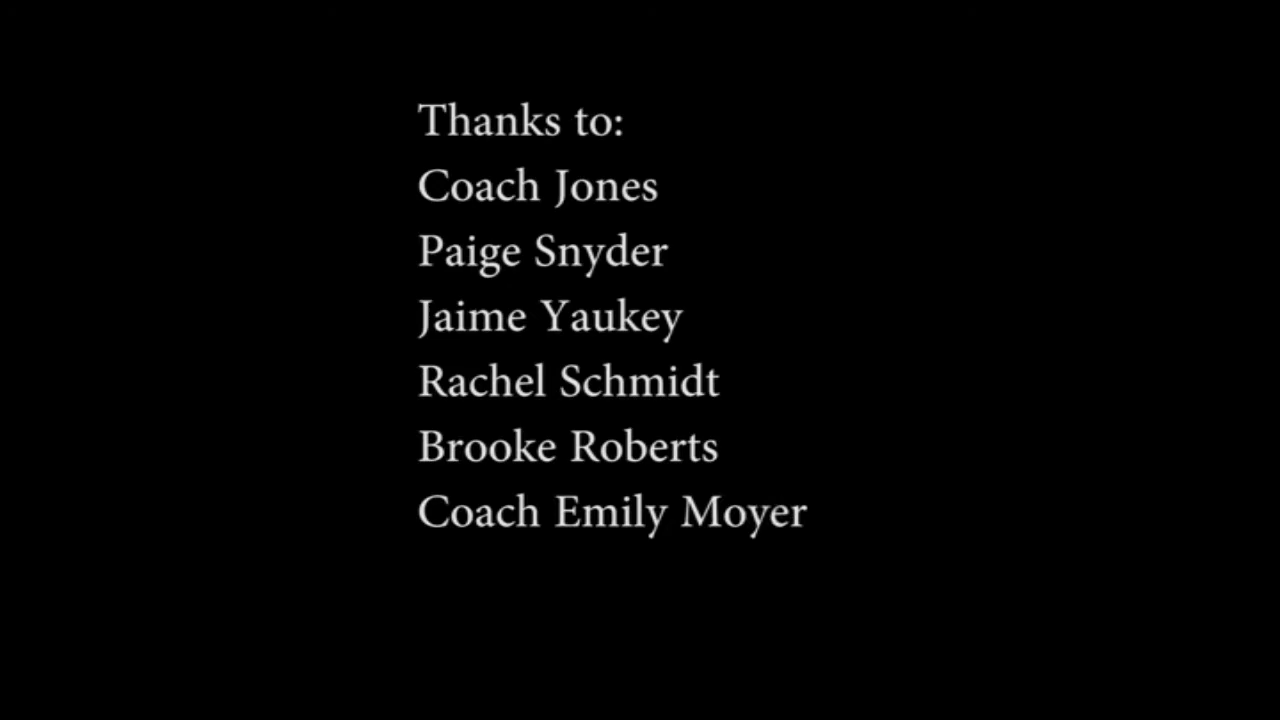 Thanks to:
Coach Jones
Paige Snyder
Jaime Yaukey
Rachel Schmidt
Brooke Roberts
Coach Emily Moyer